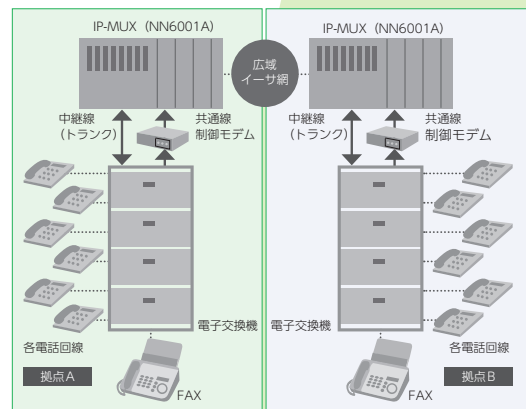 IP-MUX（NN6001A）
IP-MUX（NN6001A）
広域
イーサ網
中継線
（トランク）
共通線
制御モデム
中継線
（トランク）
共通線
制御モデム
電子交換機
電子交換機
各電話回線
各電話回線
拠点A
拠点B
FAX
FAX